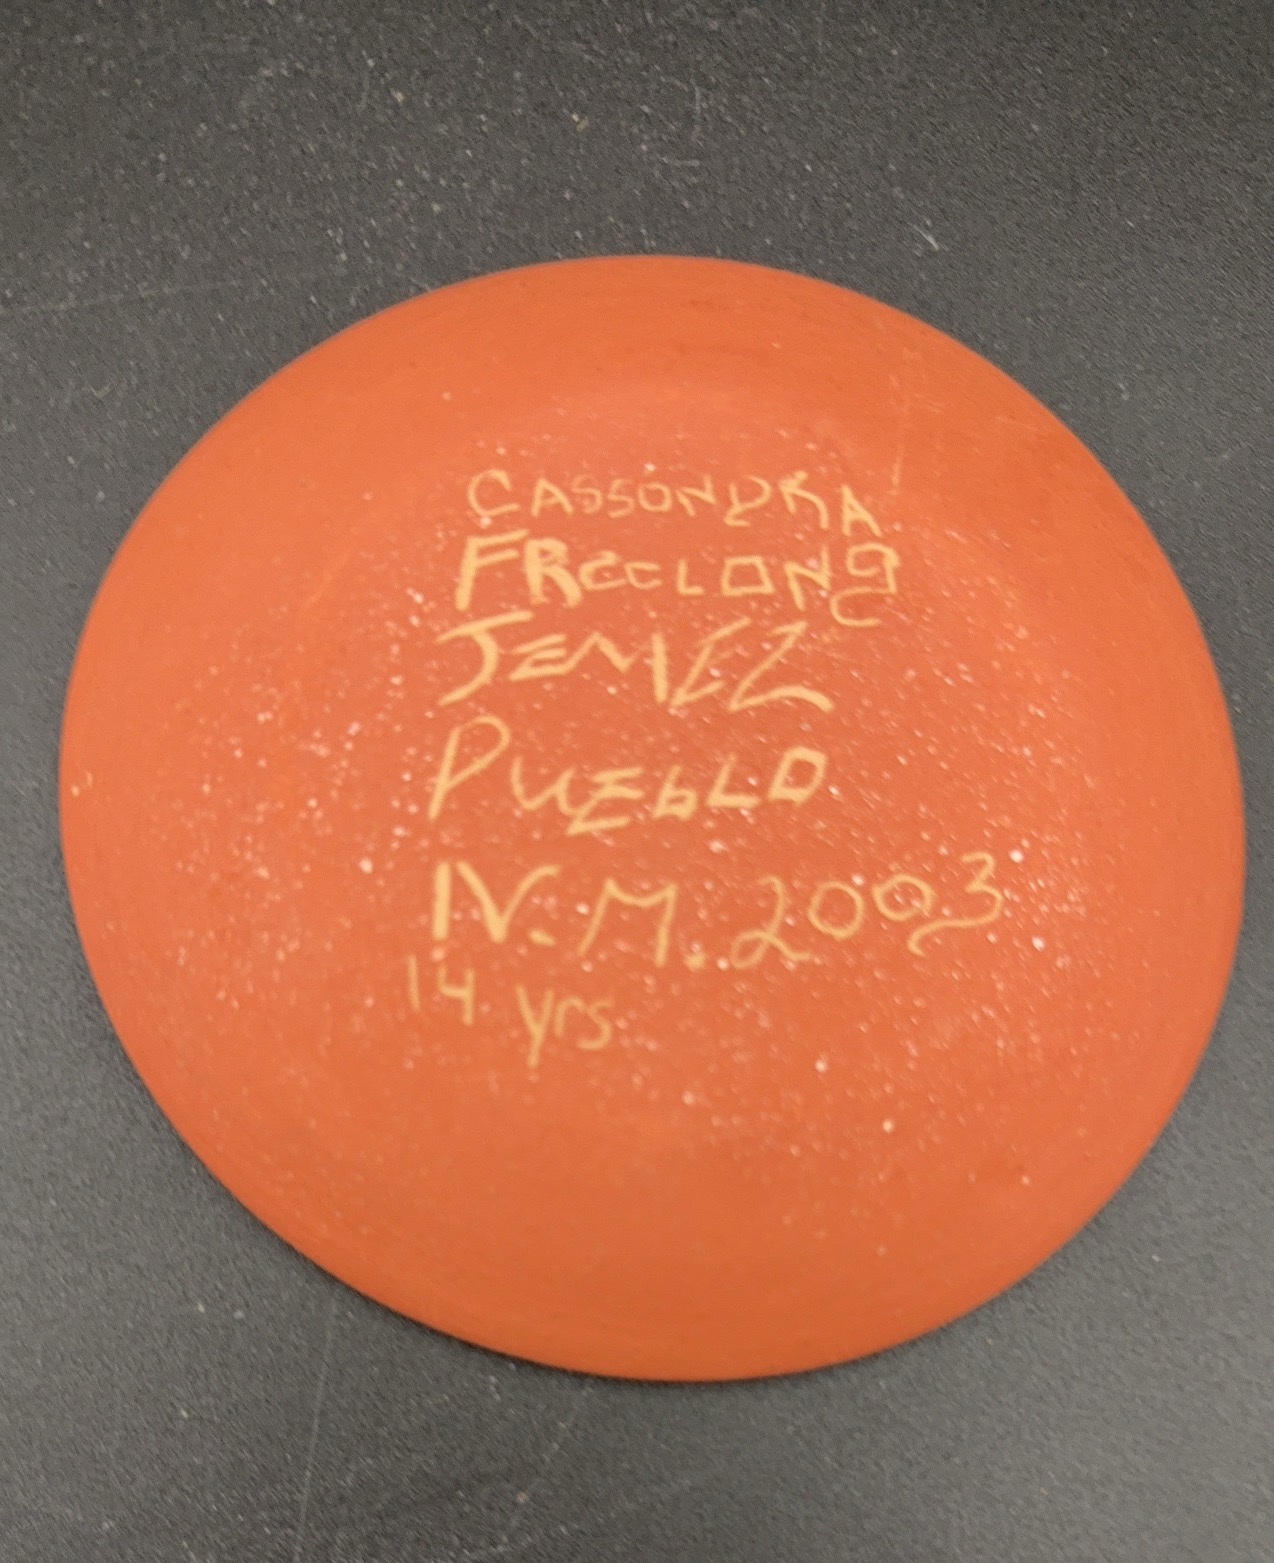 CASSONDRA
FREELONG
JEMEZ
PUEbLO
N.M. 2003
14 yrs